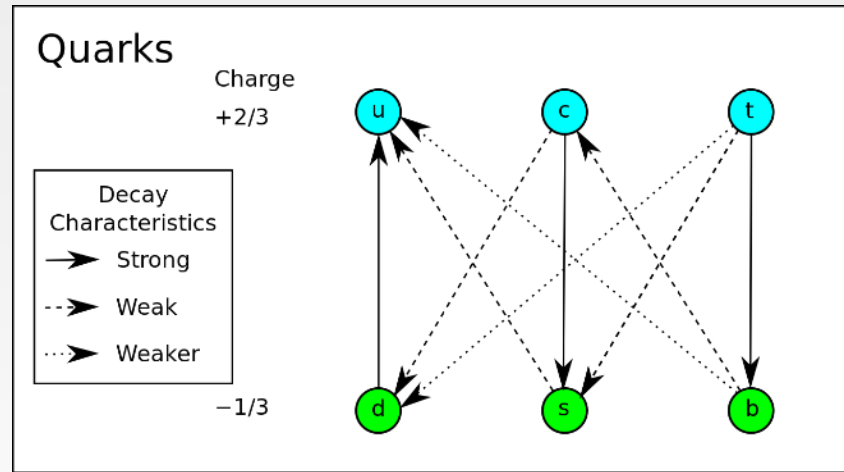 Quarks
Charge
+2/3
u
c
t
Decay
Characteristics
Strong
Weak
Weaker
−1/3
d
s
b